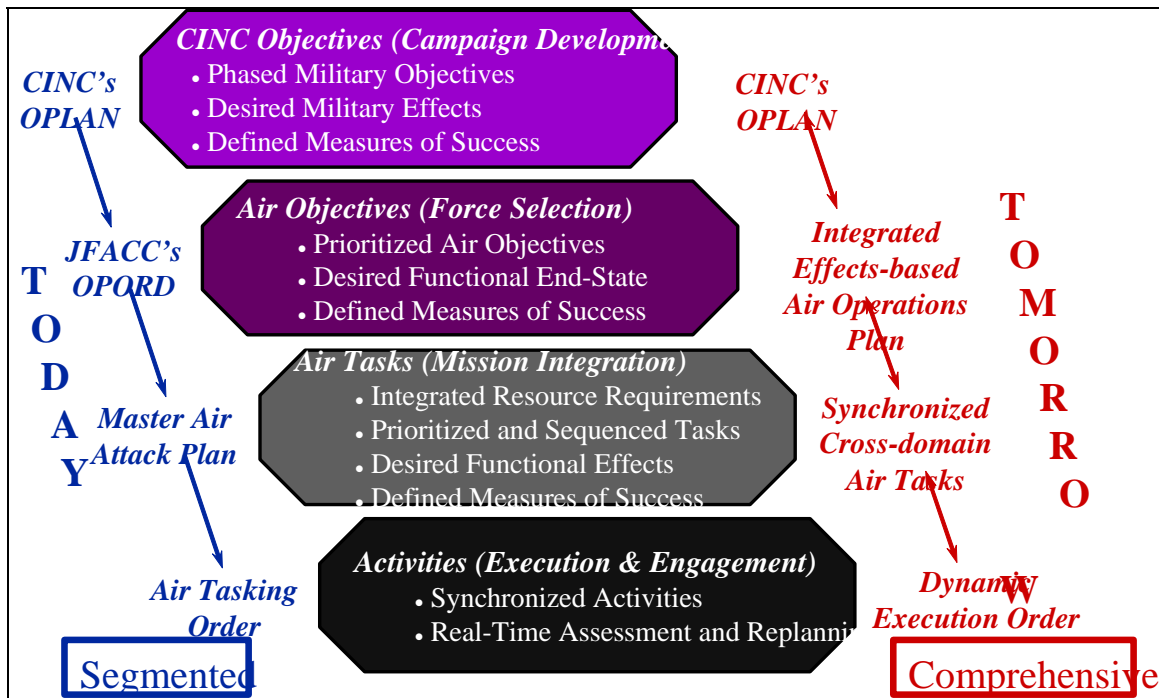 CINC Objectives (Campaign Developme
• Phased Military Objectives
• Desired Military Effects
• Defined Measures of Success
CINC's
OPLAN
CINC's
OPLAN
Air Objectives (Force Selection)
• Prioritized Air Objectives
• Desired Functional End-State
• Defined Measures of Success
JFACC's
OPORD
Integrated
Effects-based
Air Operations
Plan
TODAY
TOMORROW
Air Tasks (Mission Integration)
• Integrated Resource Requirements
• Prioritized and Sequenced Tasks
• Desired Functional Effects
• Defined Measures of Success
Master Air
Attack Plan
Synchronized
Cross-domain
Air Tasks
Activities (Execution & Engagement)
• Synchronized Activities
• Real-Time Assessment and Replannin
Air Tasking
Order
Dynamic
Execution Order
Segmented
Comprehensive